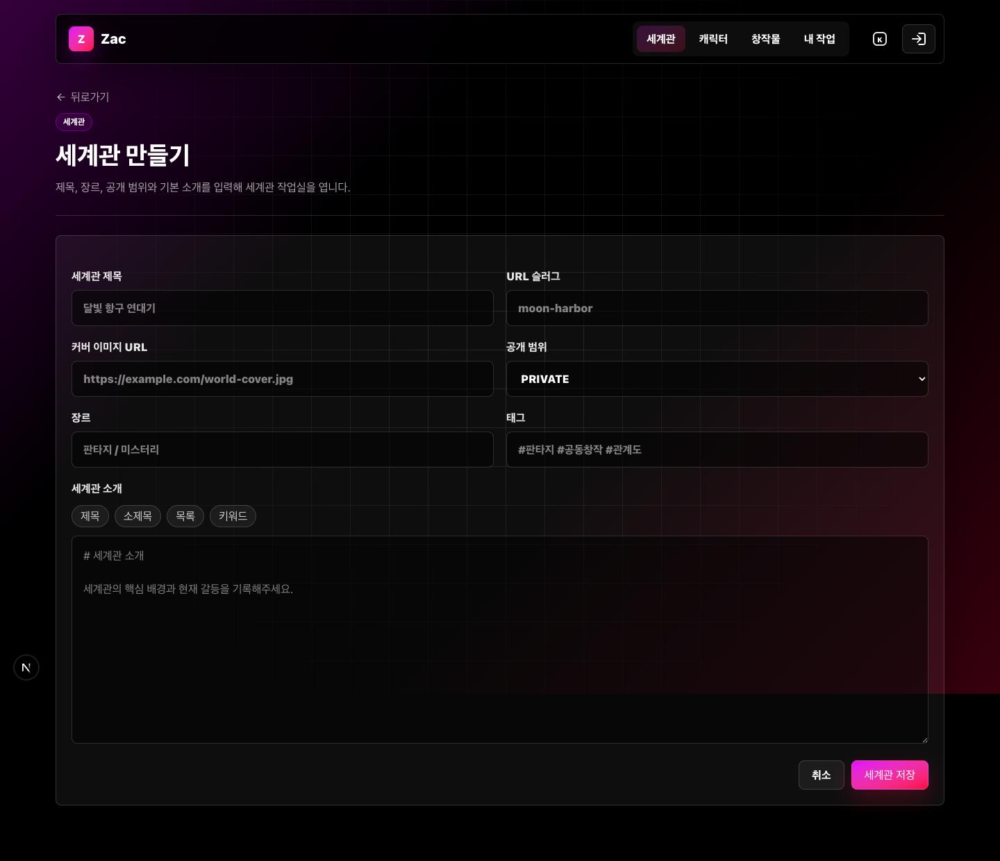 Z Zac
세계관 캐릭터 창작물 내 작업 K
← 뒤로가기
세계관
세계관 만들기
제목, 장르, 공개 범위와 기본 소개를 입력해 세계관 작업실을 엽니다.
세계관 제목
달빛 항구 연대기
URL 슬러그
moon-harbor
커버 이미지 URL
https://example.com/world-cover.jpg
공개 범위
PRIVATE
장르
판타지 / 미스터리
태그
#판타지 #공동창작 #관계도
세계관 소개
제목 소제목 목록 키워드
# 세계관 소개
세계관의 핵심 배경과 현재 갈등을 기록해주세요.
N
취소 세계관 저장